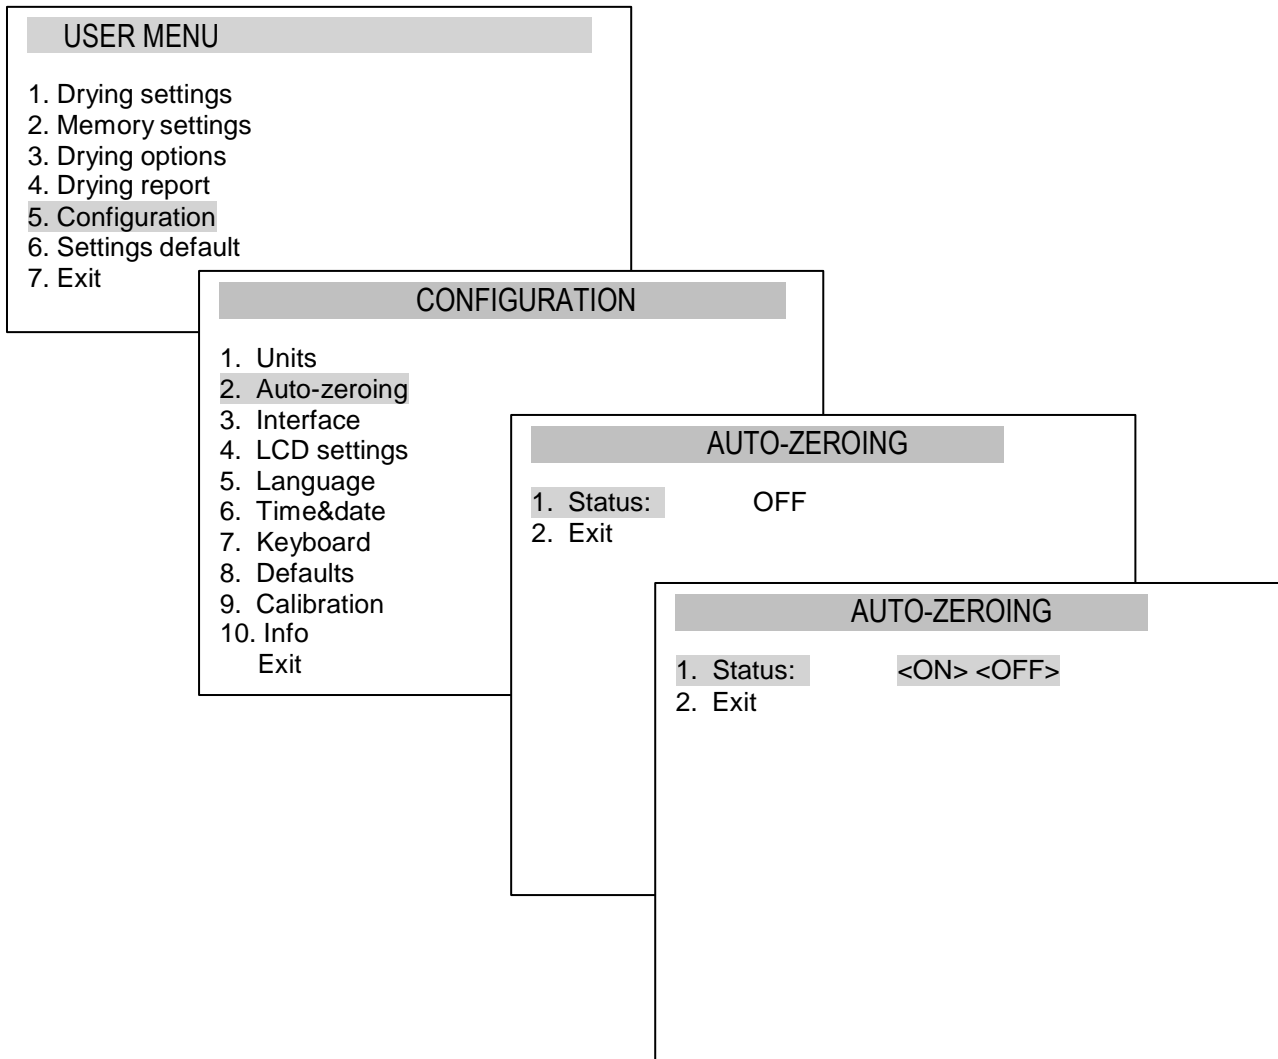 USER MENU
1. Drying settings
2. Memory settings
3. Drying options
4. Drying report
5. Configuration
6. Settings default
7. Exit
CONFIGURATION
1. Units
2. Auto-zeroing
3. Interface
4. LCD settings
5. Language
6. Time&date
7. Keyboard
8. Defaults
9. Calibration
10. Info
Exit
AUTO-ZEROING
1. Status: OFF
2. Exit
AUTO-ZEROING
1. Status: <ON> <OFF>
2. Exit